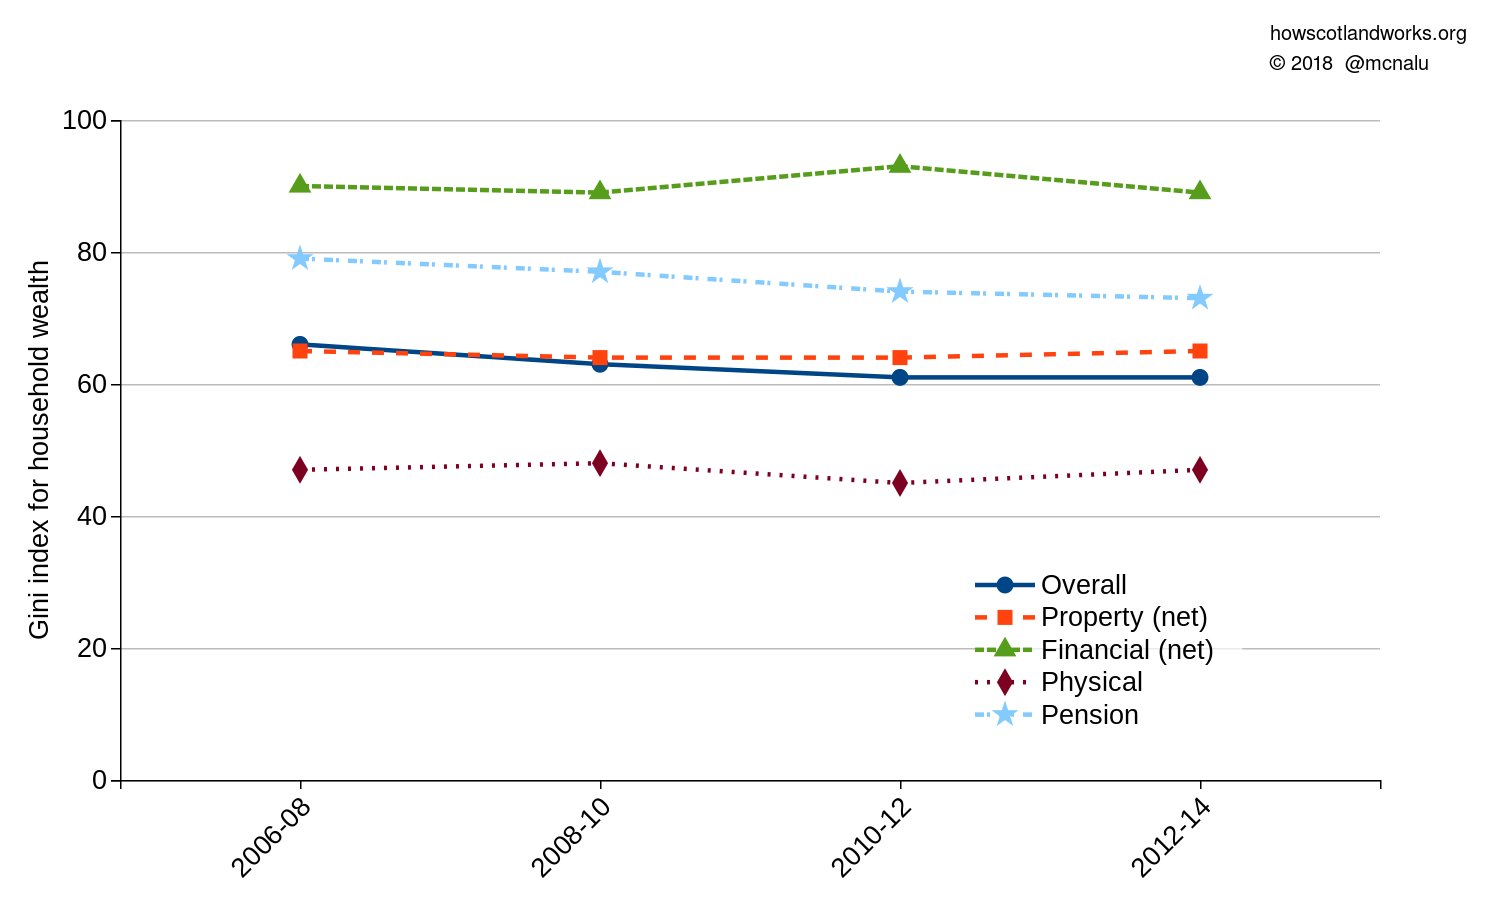 howscotlandworks.org
© 2018 @mcnalu
100
80
60
40
20
0
Gini index for household wealth
Overall
Property (net)
Financial (net)
Physical
Pension
2006-08
2008-10
2010-12
2012-14